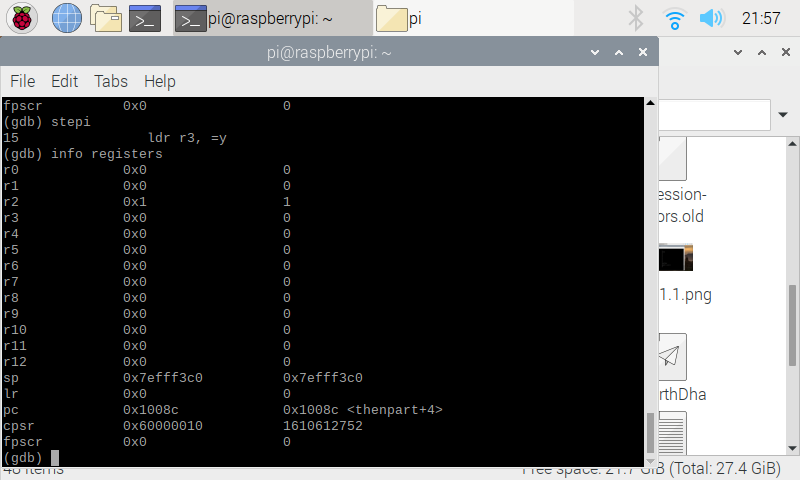 pi@raspberrypi: ~
pi
21:57
pi@raspberrypi: ~
File Edit Tabs Help
fpscr 0x0 0
(gdb) stepi
15 ldr r3, =y
(gdb) info registers
r0 0x0 0
r1 0x0 0
r2 0x1 1
r3 0x0 0
r4 0x0 0
r5 0x0 0
r6 0x0 0
r7 0x0 0
r8 0x0 0
r9 0x0 0
r10 0x0 0
r11 0x0 0
r12 0x0 0
sp 0x7efff3c0 0x7efff3c0
lr 0x0 0
pc 0x1008c 0x1008c <thenpart+4>
cpsr 0x60000010 1610612752
fpscr 0x0 0
(gdb)
ession-
ors.old
1.1.png
rthDha
items
Free space: 21.7 GiB (Total: 27.4 GiB)